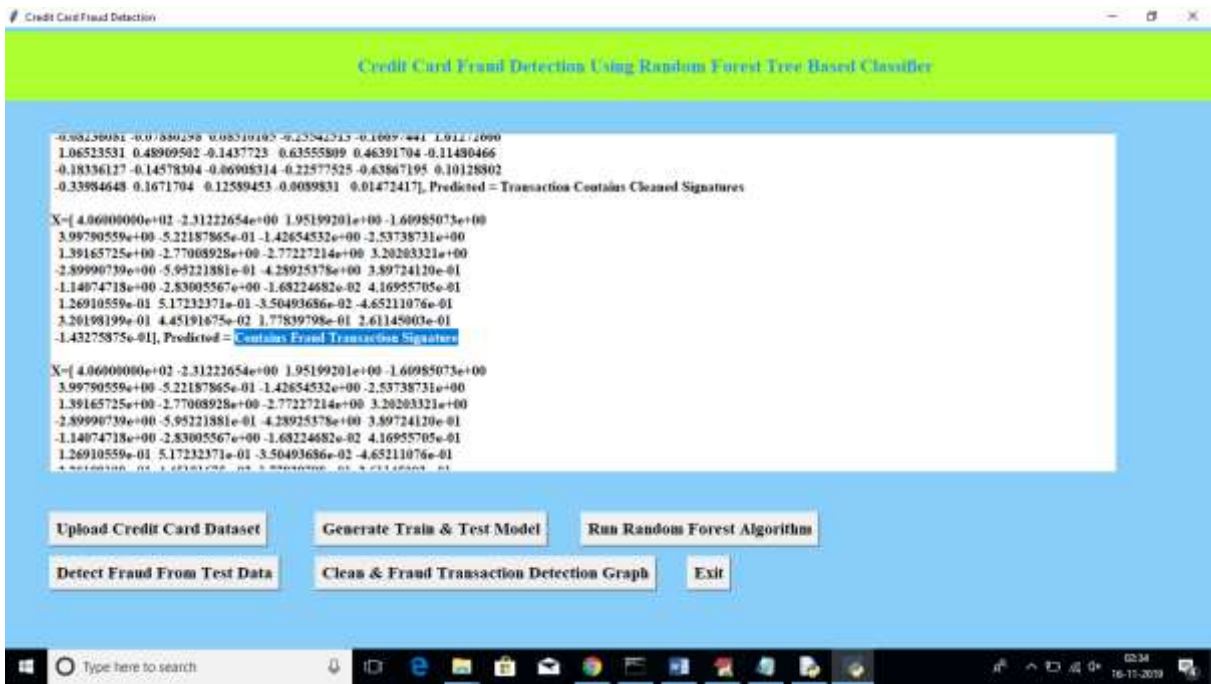 Credit Card Fraud Detection
Credit Card Fraud Detection Using Random Forest Tree Based Classifier
1.06523531 0.48909502 -0.1437723 0.63555809 0.46391704 -0.11480466
-0.18336127 -0.14578304 -0.06908314 -0.22577525 -0.63867195 0.10128802
-0.33984648 0.1671704 0.12589453 -0.0089831 0.01472417], Predicted = Transaction Contains Cleaned Signatures
X=[ 4.06000000e+02 -2.31222654e+00 1.95199201e+00 -1.60985073e+00
3.99790559e+00 -5.22187865e-01 -1.42654532e+00 -2.53738731e+00
1.39165725e+00 -2.77008928e+00 -2.77227214e+00 3.20203321e+00
-2.89990739e+00 -5.95221881e-01 -4.28925378e+00 3.89724120e-01
-1.14074718e+00 -2.83005567e+00 -1.68224682e-02 4.16955705e-01
1.26910559e-01 5.17232371e-01 -3.50493686e-02 -4.65211076e-01
3.20198199e-01 4.45191675e-02 1.77839798e-01 2.61145003e-01
-1.43275875e-01], Predicted = Contains Fraud Transaction Signature
X=[ 4.06000000e+02 -2.31222654e+00 1.95199201e+00 -1.60985073e+00
3.99790559e+00 -5.22187865e-01 -1.42654532e+00 -2.53738731e+00
1.39165725e+00 -2.77008928e+00 -2.77227214e+00 3.20203321e+00
-2.89990739e+00 -5.95221881e-01 -4.28925378e+00 3.89724120e-01
-1.14074718e+00 -2.83005567e+00 -1.68224682e-02 4.16955705e-01
1.26910559e-01 5.17232371e-01 -3.50493686e-02 -4.65211076e-01
Upload Credit Card Dataset Generate Train & Test Model Run Random Forest Algorithm
Detect Fraud From Test Data Clean & Fraud Transaction Detection Graph Exit
Type here to search
02:34
16-11-2019